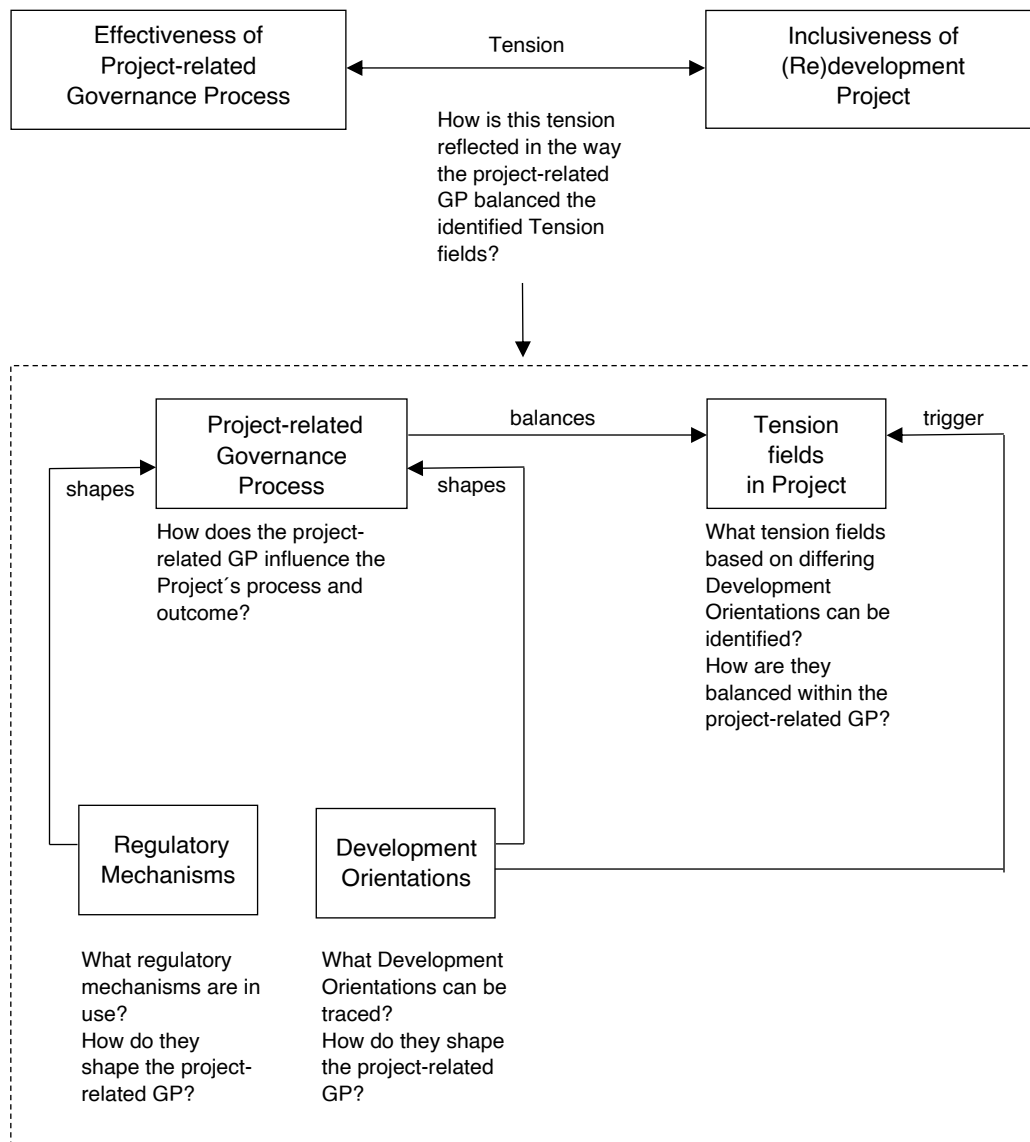 Effectiveness of
Project-related
Governance Process
Tension
Inclusiveness of
(Re)development
Project
How is this tension
reflected in the way
the project-related
GP balanced the
identified Tension
fields?
Project-related
Governance
Process
balances
Tension
fields
in Project
trigger
shapes
shapes
How does the project-
related GP influence the
Project´s process and
outcome?
What tension fields
based on differing
Development
Orientations can be
identified?
How are they
balanced within the
project-related GP?
Regulatory
Mechanisms
Development
Orientations
What regulatory
mechanisms are in
use?
How do they
shape the project-
related GP?
What Development
Orientations can be
traced?
How do they shape
the project-related
GP?